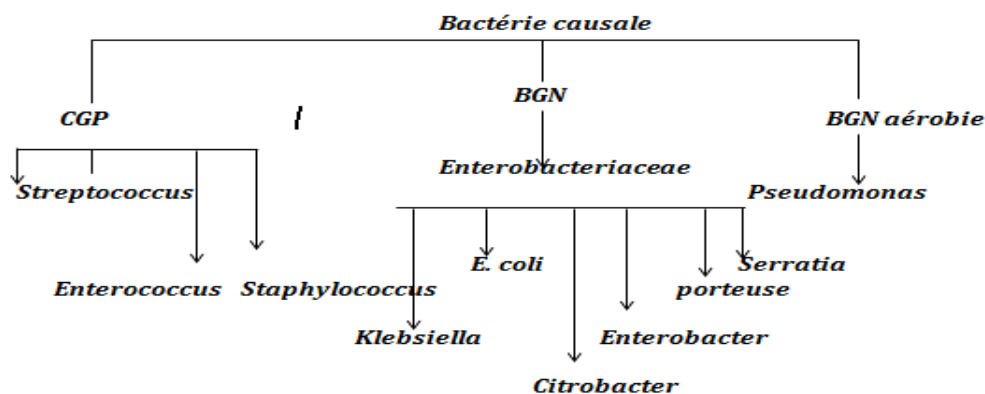 Bactérie causale
BGN
CGP
BGN aérobie
Enterobacteriaceae
Streptococcus
Pseudomonas
E. coli
Serratia
Enterococcus
Staphylococcus
porteuse
Klebsiella
Enterobacter
Citrobacter